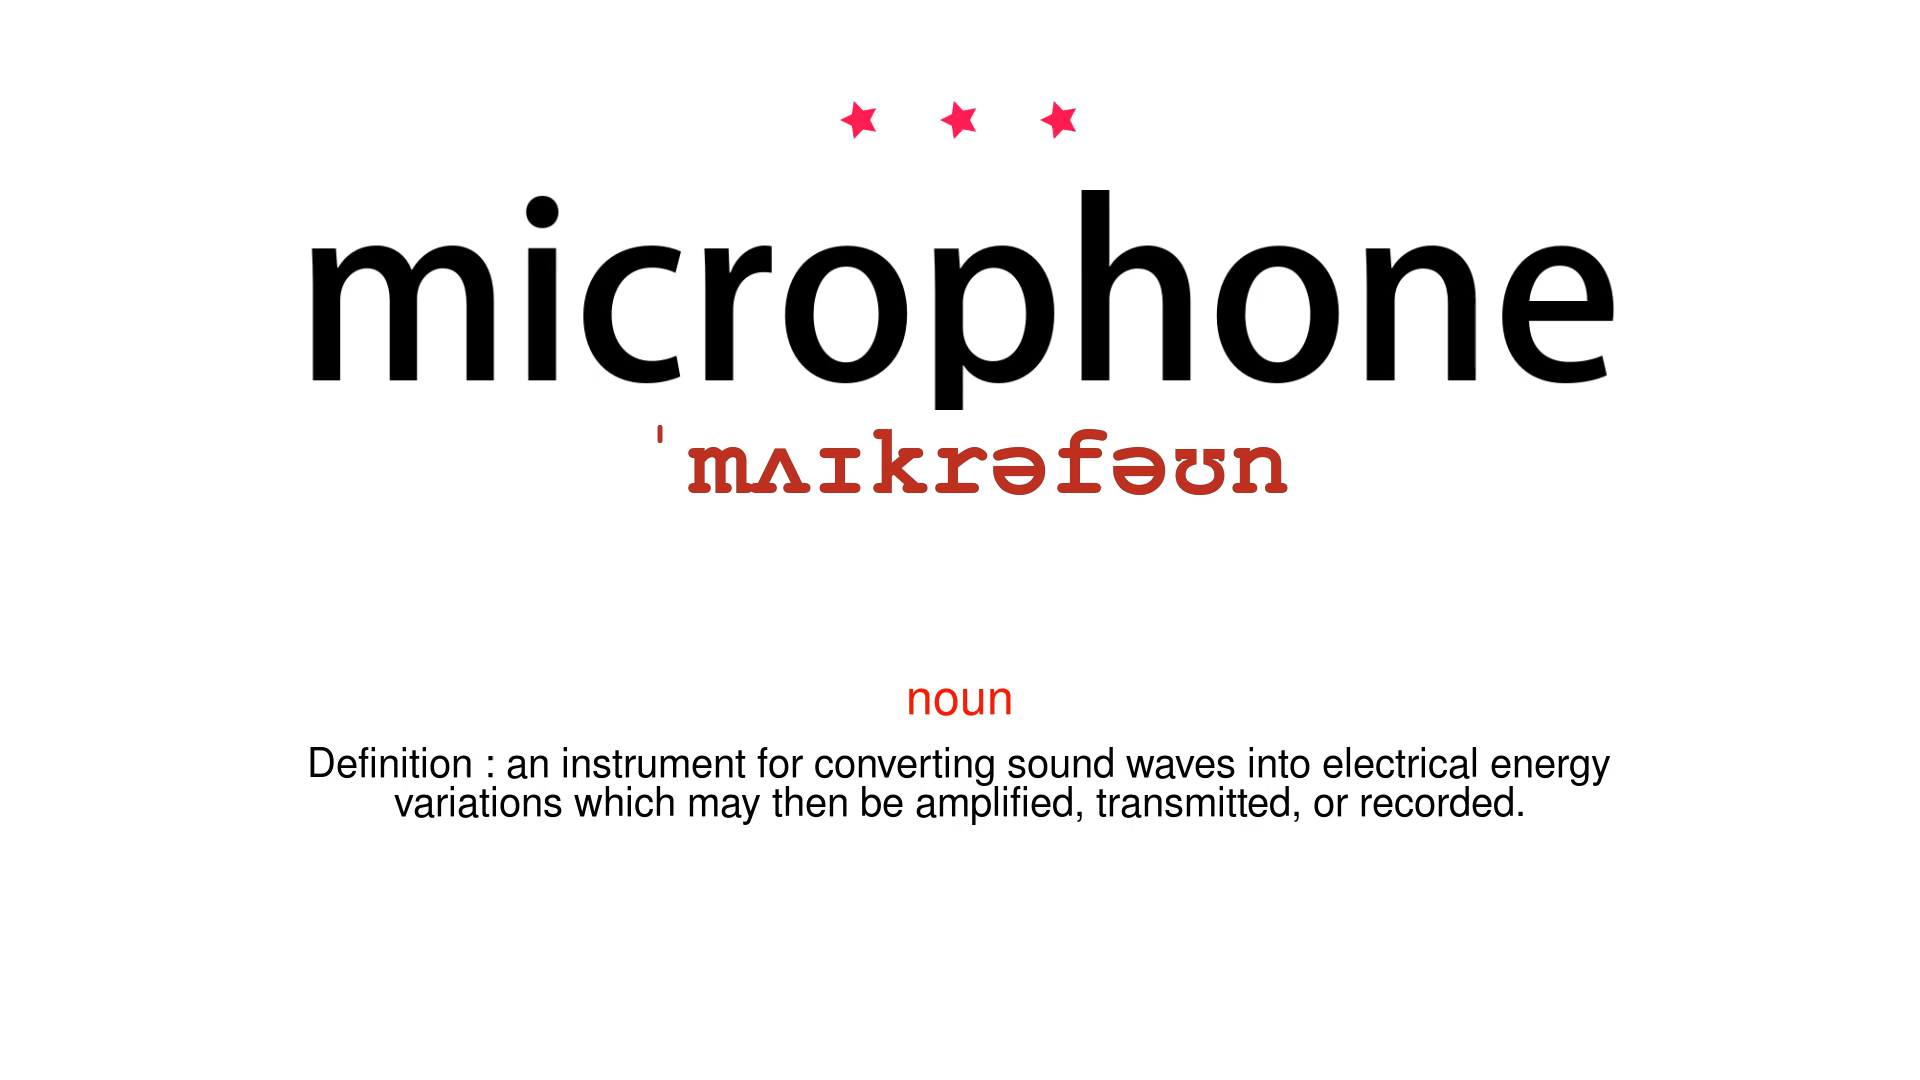 microphone
ˈmʌɪkrəfəʊn
noun
Definition : an instrument for converting sound waves into electrical energy
variations which may then be amplified, transmitted, or recorded.